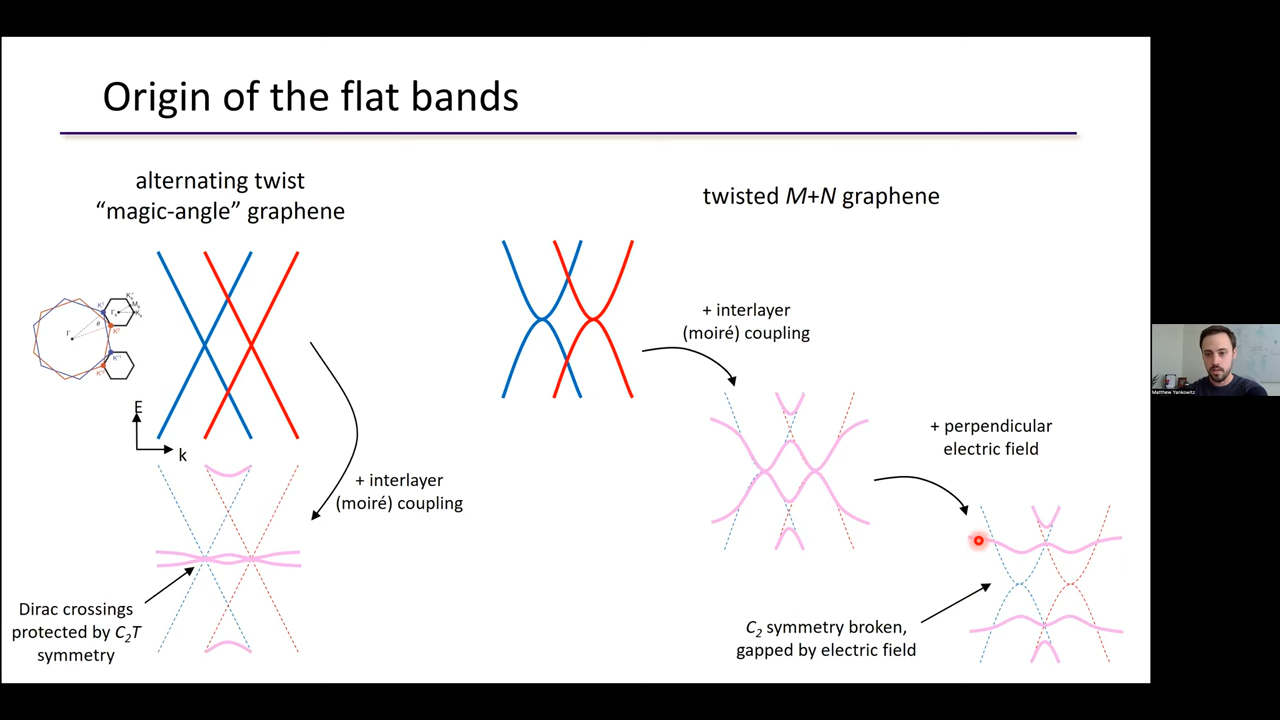 Origin of the flat bands
alternating twist
“magic-angle” graphene
twisted M+N graphene
+ interlayer
(moiré) coupling
E
k
+ interlayer
(moiré) coupling
+ perpendicular
electric field
Dirac crossings
protected by C₂T
symmetry
C₂ symmetry broken,
gapped by electric field
Matthew Yankowitz